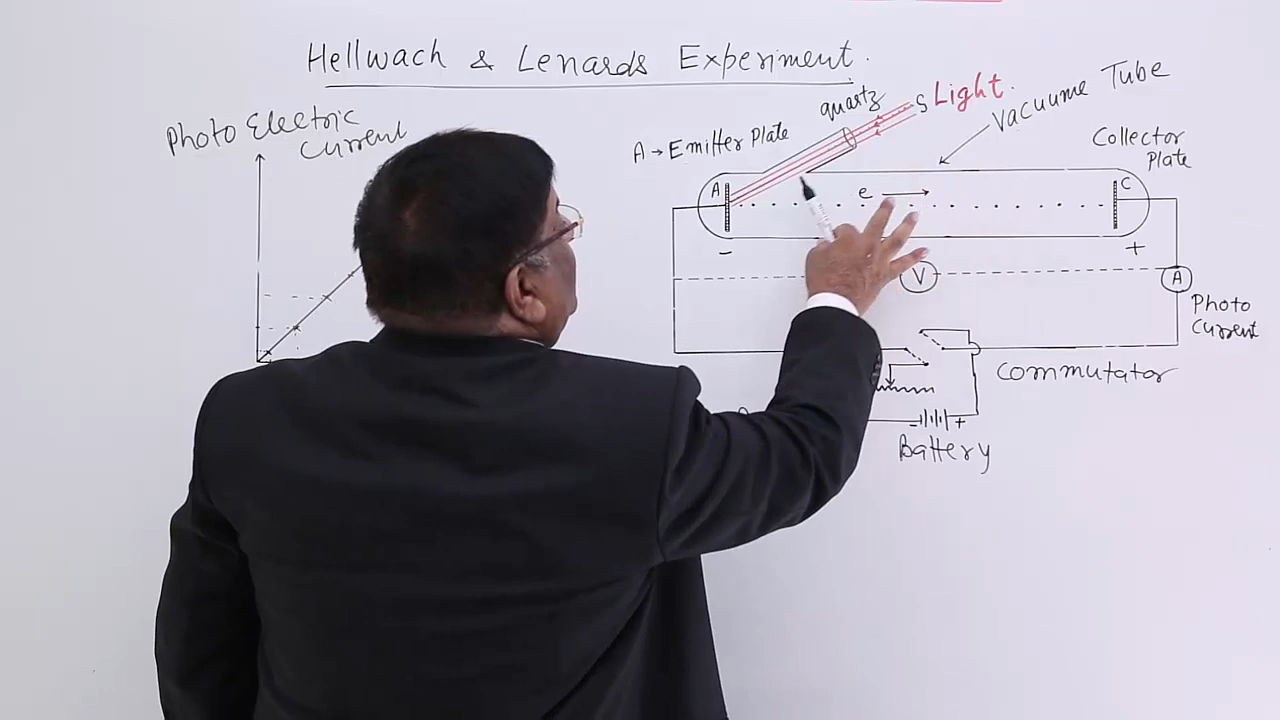 Hellwach & Lenards Experiment.
Photo Electric
Current
A → Emitter Plate
quartz
S Light.
Vacuume Tube
Collector
Plate
A
e
C
-
+
V
A
Photo
Current
Commutator
- +
Battery